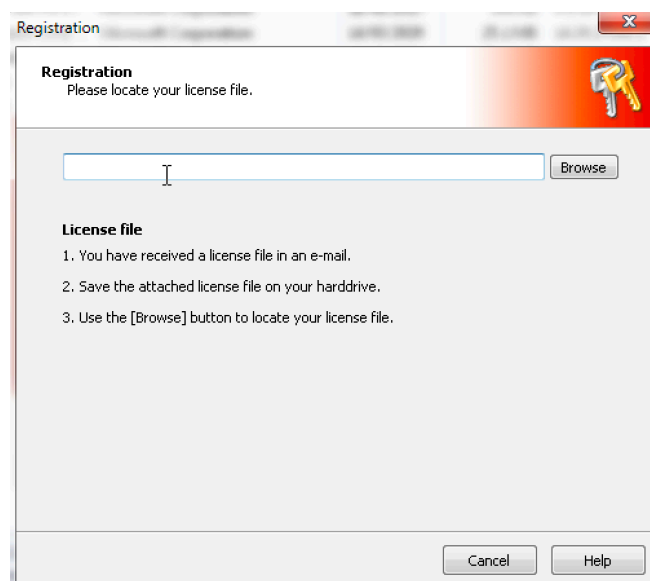 Registration
Registration
Please locate your license file.
Browse
License file
1. You have received a license file in an e-mail.
2. Save the attached license file on your harddrive.
3. Use the [Browse] button to locate your license file.
Cancel
Help